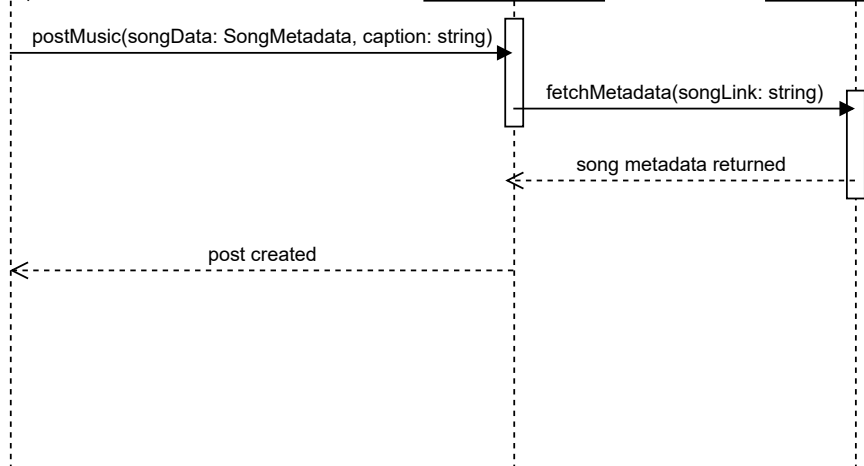 postMusic(songData: SongMetadata, caption: string)
fetchMetadata(songLink: string)
song metadata returned
post created